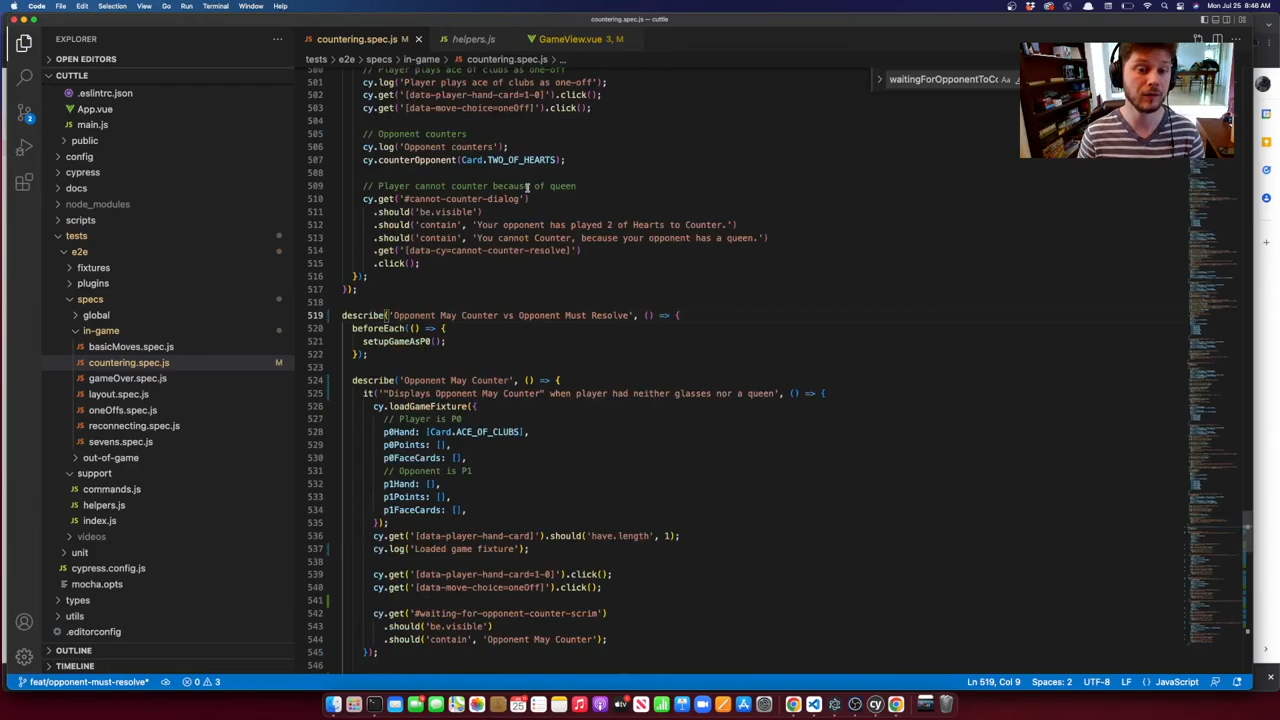 Code File Edit Selection View Go Run Terminal Window Help
Mon Jul 25 8:46 AM
countering.spec.js — cuttle
EXPLORER
countering.spec.js M
helpers.js
GameView.vue 3, M
OPEN EDITORS
tests > e2e > specs > in-game > countering.spec.js > ...
CUTTLE
waitingForOpponentToCo
.eslintrc.json
App.vue
main.js
public
config
cypress
docs
node_modules
scripts
tests
e2e
fixtures
plugins
specs
global
in-game
basicMoves.spec.js
countering.spec.js M
gameOver.spec.js
layout.spec.js
oneOffs.spec.js
reconnecting.spec.js
sevens.spec.js
out-of-game
support
commands.js
helpers.js
index.js
videos
unit
cypress.config.js
mocha.opts
types
utils
.editorconfig
OUTLINE
TIMELINE
500 // Player plays ace of clubs as one-off
501 cy.log('Player plays ace of clubs as one-off');
502 cy.get('[data-player-hand-card=1-0]').click();
503 cy.get('[data-move-choice=oneOff]').click();
504
505 // Opponent counters
506 cy.log('Opponent counters');
507 cy.counterOpponent(Card.TWO_OF_HEARTS);
508
509 // Player cannot counter because of queen
510 cy.get('#cannot-counter-dialog')
511 .should('be.visible')
512 .should('contain', 'Your opponent has played 2 of Hearts to Counter.')
513 .should('contain', 'You cannot Counter, because your opponent has a queen.')
514 .get('[data-cy=cannot-counter-resolve]')
515 .click();
516 });
517 });
518
519 describe('Opponent May Counter vs Opponent Must Resolve', () => {
520 beforeEach(() => {
521 setupGameAsP0();
522 });
523
524 describe('Opponent May Counter', () => {
525 it('"Displays Opponent May Counter" when player had neither glasses nor a queen', () => {
526 cy.loadGameFixture({
527 // Player is P0
528 p0Hand: [Card.ACE_OF_CLUBS],
529 p0Points: [],
530 p0FaceCards: [],
531 // Opponent is P1
532 p1Hand: [],
533 p1Points: [],
534 p1FaceCards: [],
535 });
536 cy.get('[data-player-hand-card]').should('have.length', 1);
537 cy.log('Loaded game fixture');
538
539 cy.get('[data-player-hand-card=1-0]').click();
540 cy.get('[data-move-choice=oneOff]').click();
541
542 cy.get('#waiting-for-opponent-counter-scrim')
543 .should('be.visible')
544 .should('contain', 'Opponent May Counter');
545 });
546
feat/opponent-must-resolve* 0 3
Ln 519, Col 9 Spaces: 2 UTF-8 LF JavaScript